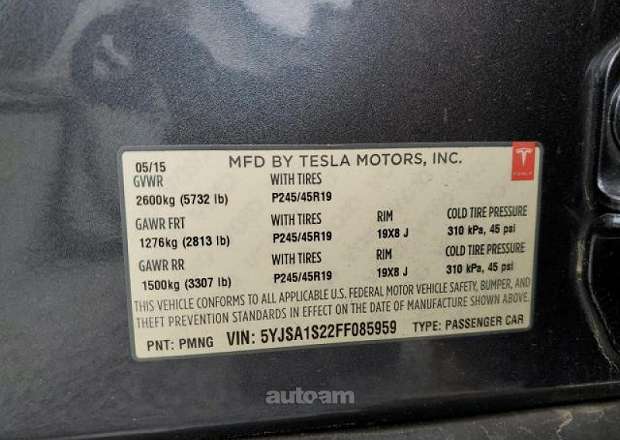 05/15 MFD BY TESLA MOTORS, INC.
TESLA
GVWR WITH TIRES
2600kg (5732 lb) P245/45R19
GAWR FRT WITH TIRES RIM COLD TIRE PRESSURE
1276kg (2813 lb) P245/45R19 19X8 J 310 kPa, 45 psi
GAWR RR WITH TIRES RIM COLD TIRE PRESSURE
1500kg (3307 lb) P245/45R19 19X8 J 310 kPa, 45 psi
THIS VEHICLE CONFORMS TO ALL APPLICABLE U.S. FEDERAL MOTOR VEHICLE SAFETY, BUMPER, AND
THEFT PREVENTION STANDARDS IN EFFECT ON THE DATE OF MANUFACTURE SHOWN ABOVE.
PNT: PMNG VIN: 5YJSA1S22FF085959 TYPE: PASSENGER CAR
auto.am